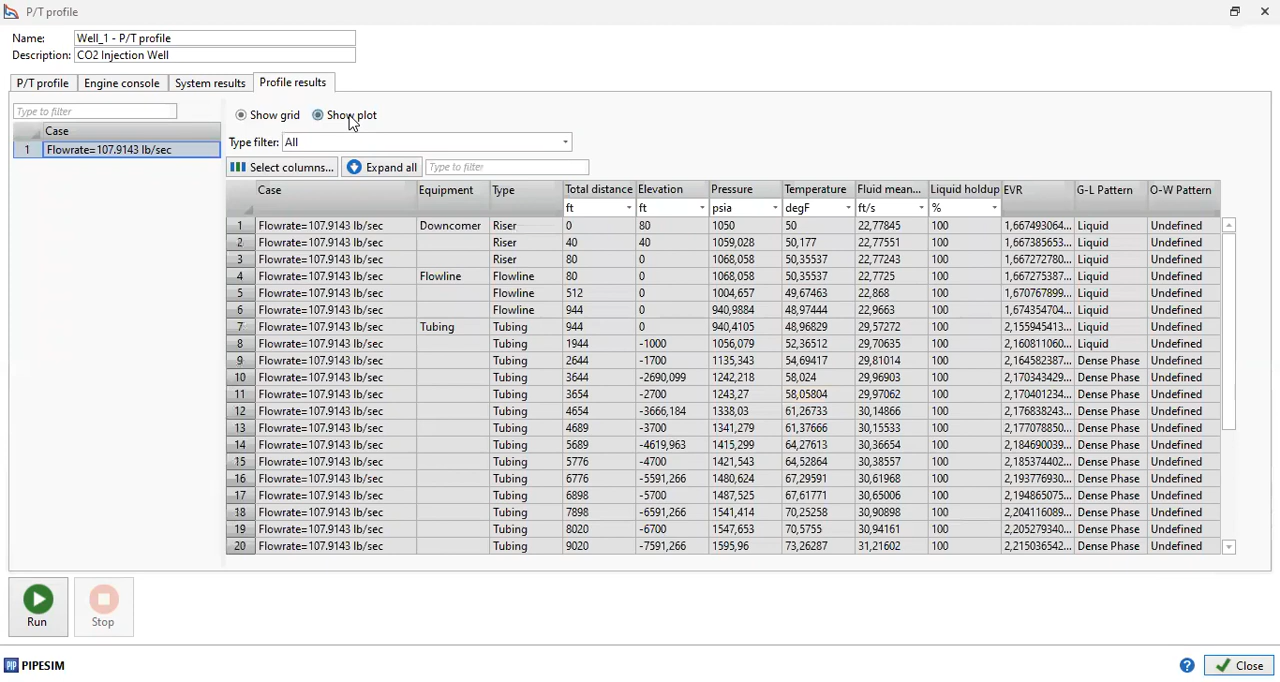 P/T profile
Name: Well_1 - P/T profile
Description: CO2 Injection Well
P/T profile Engine console System results Profile results
Type to filter
Case
1 Flowrate=107.9143 lb/sec
Show grid Show plot
Type filter: All
Select columns... Expand all Type to filter
Case Equipment Type Total distance Elevation Pressure Temperature Fluid mean... Liquid holdup EVR G-L Pattern O-W Pattern
ft ft psia degF ft/s %
1 Flowrate=107.9143 lb/sec Downcomer Riser 0 80 1050 50 22,77845 100 1,667493064... Liquid Undefined
2 Flowrate=107.9143 lb/sec Riser 40 40 1059,028 50,177 22,77551 100 1,667385653... Liquid Undefined
3 Flowrate=107.9143 lb/sec Riser 80 0 1068,058 50,35537 22,77243 100 1,667272780... Liquid Undefined
4 Flowrate=107.9143 lb/sec Flowline Flowline 80 0 1068,058 50,35537 22,7725 100 1,667275387... Liquid Undefined
5 Flowrate=107.9143 lb/sec Flowline 512 0 1004,657 49,67463 22,868 100 1,670767899... Liquid Undefined
6 Flowrate=107.9143 lb/sec Flowline 944 0 940,9884 48,97444 22,9663 100 1,674354704... Liquid Undefined
7 Flowrate=107.9143 lb/sec Tubing Tubing 944 0 940,4105 48,96829 29,57272 100 2,155945413... Liquid Undefined
8 Flowrate=107.9143 lb/sec Tubing 1944 -1000 1056,079 52,36512 29,70635 100 2,160811060... Liquid Undefined
9 Flowrate=107.9143 lb/sec Tubing 2644 -1700 1135,343 54,69417 29,81014 100 2,164582387... Dense Phase Undefined
10 Flowrate=107.9143 lb/sec Tubing 3644 -2690,099 1242,218 58,024 29,96903 100 2,170343429... Dense Phase Undefined
11 Flowrate=107.9143 lb/sec Tubing 3654 -2700 1243,27 58,05804 29,97062 100 2,170401234... Dense Phase Undefined
12 Flowrate=107.9143 lb/sec Tubing 4654 -3666,184 1338,03 61,26733 30,14866 100 2,176838243... Dense Phase Undefined
13 Flowrate=107.9143 lb/sec Tubing 4689 -3700 1341,279 61,37666 30,15533 100 2,177078850... Dense Phase Undefined
14 Flowrate=107.9143 lb/sec Tubing 5689 -4619,963 1415,299 64,27613 30,36654 100 2,184690039... Dense Phase Undefined
15 Flowrate=107.9143 lb/sec Tubing 5776 -4700 1421,543 64,52864 30,38557 100 2,185374402... Dense Phase Undefined
16 Flowrate=107.9143 lb/sec Tubing 6776 -5591,266 1480,624 67,29591 30,61968 100 2,193776930... Dense Phase Undefined
17 Flowrate=107.9143 lb/sec Tubing 6898 -5700 1487,525 67,61771 30,65006 100 2,194865075... Dense Phase Undefined
18 Flowrate=107.9143 lb/sec Tubing 7898 -6591,266 1541,414 70,25258 30,90898 100 2,204116089... Dense Phase Undefined
19 Flowrate=107.9143 lb/sec Tubing 8020 -6700 1547,653 70,5755 30,94161 100 2,205279340... Dense Phase Undefined
20 Flowrate=107.9143 lb/sec Tubing 9020 -7591,266 1595,96 73,26287 31,21602 100 2,215036542... Dense Phase Undefined
Run Stop
PIP PIPESIM ? Close